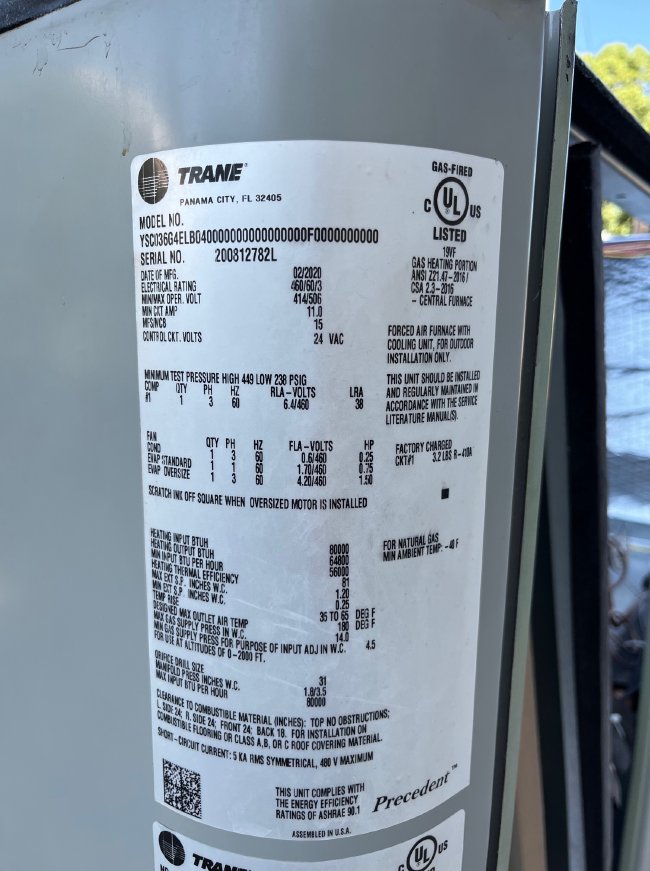 TRANE
PANAMA CITY, FL 32405
GAS-FIRED
C UL US
LISTED
MODEL NO.
YSC036G4ELB04000000000000000F0000000000
SERIAL NO. 200812782L
DATE OF MFG. 02/2020
ELECTRICAL RATING 460/60/3
MIN/MAX OPER. VOLT 414/506
MIN CKT AMP 11.0
MFS/HCB 15
CONTROL CKT. VOLTS 24 VAC
19VF
GAS HEATING PORTION
ANSI Z21.47-2016/
CSA 2.3-2016
- CENTRAL FURNACE
FORCED AIR FURNACE WITH
COOLING UNIT, FOR OUTDOOR
INSTALLATION ONLY.
MINIMUM TEST PRESSURE HIGH 449 LOW 238 PSIG
COMP QTY PH HZ RLA-VOLTS LRA
#1 1 3 60 6.4/460 38
THIS UNIT SHOULD BE INSTALLED
AND REGULARLY MAINTAINED IN
ACCORDANCE WITH THE SERVICE
LITERATURE MANUAL(S).
FAN QTY PH HZ FLA-VOLTS HP
COND 1 3 60 0.6/460 0.25
EVAP STANDARD 1 1 60 1.70/460 0.75
EVAP OVERSIZE 1 3 60 4.20/460 1.50
FACTORY CHARGED
CKT#1 3.2 LBS R-410A
SCRATCH INK OFF SQUARE WHEN OVERSIZED MOTOR IS INSTALLED
HEATING INPUT BTUH 80000
HEATING OUTPUT BTUH 64800
MIN INPUT BTU PER HOUR 56000
HEATING THERMAL EFFICIENCY 81
MAX EXT S.P. INCHES W.C. 1.20
MIN EXT S.P. INCHES W.C. 0.25
TEMP RISE 35 TO 65 DEG F
DESIGNED MAX OUTLET AIR TEMP 180 DEG F
MAX GAS SUPPLY PRESS IN W.C. 14.0
MIN GAS SUPPLY PRESS FOR PURPOSE OF INPUT ADJ IN W.C. 4.5
FOR USE AT ALTITUDES OF 0-2000 FT.
FOR NATURAL GAS
MIN AMBIENT TEMP: -40 F
ORIFICE DRILL SIZE 31
MANIFOLD PRESS INCHES W.C. 1.8/3.5
MAX INPUT BTU PER HOUR 80000
CLEARANCE TO COMBUSTIBLE MATERIAL (INCHES): TOP NO OBSTRUCTIONS;
L. SIDE 24; R. SIDE 24; FRONT 24; BACK 18. FOR INSTALLATION ON
COMBUSTIBLE FLOORING OR CLASS A,B, OR C ROOF COVERING MATERIAL.
SHORT-CIRCUIT CURRENT: 5 KA RMS SYMMETRICAL, 480 V MAXIMUM
THIS UNIT COMPLIES WITH
THE ENERGY EFFICIENCY
RATINGS OF ASHRAE 90.1
Precedent™
ASSEMBLED IN U.S.A.
TRANE
C UL US